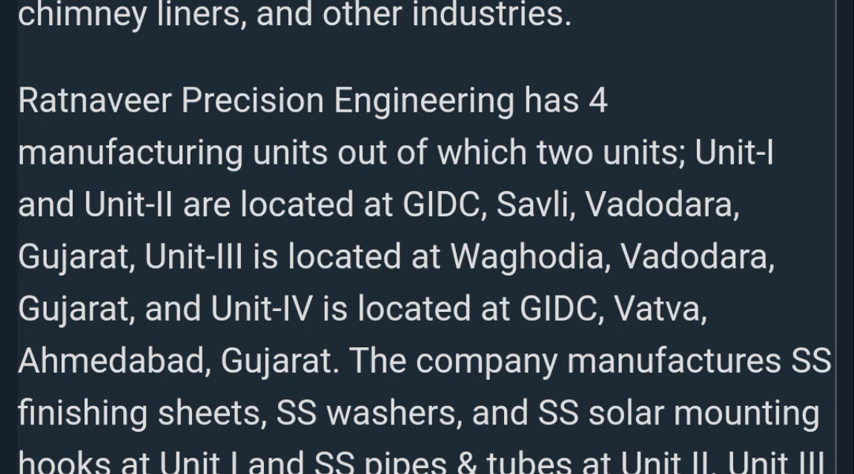 chimney liners, and other industries.
Ratnaveer Precision Engineering has 4
manufacturing units out of which two units; Unit-I
and Unit-II are located at GIDC, Savli, Vadodara,
Gujarat, Unit-III is located at Waghodia, Vadodara,
Gujarat, and Unit-IV is located at GIDC, Vatva,
Ahmedabad, Gujarat. The company manufactures SS
finishing sheets, SS washers, and SS solar mounting
hooks at Unit I and SS pipes & tubes at Unit II. Unit III